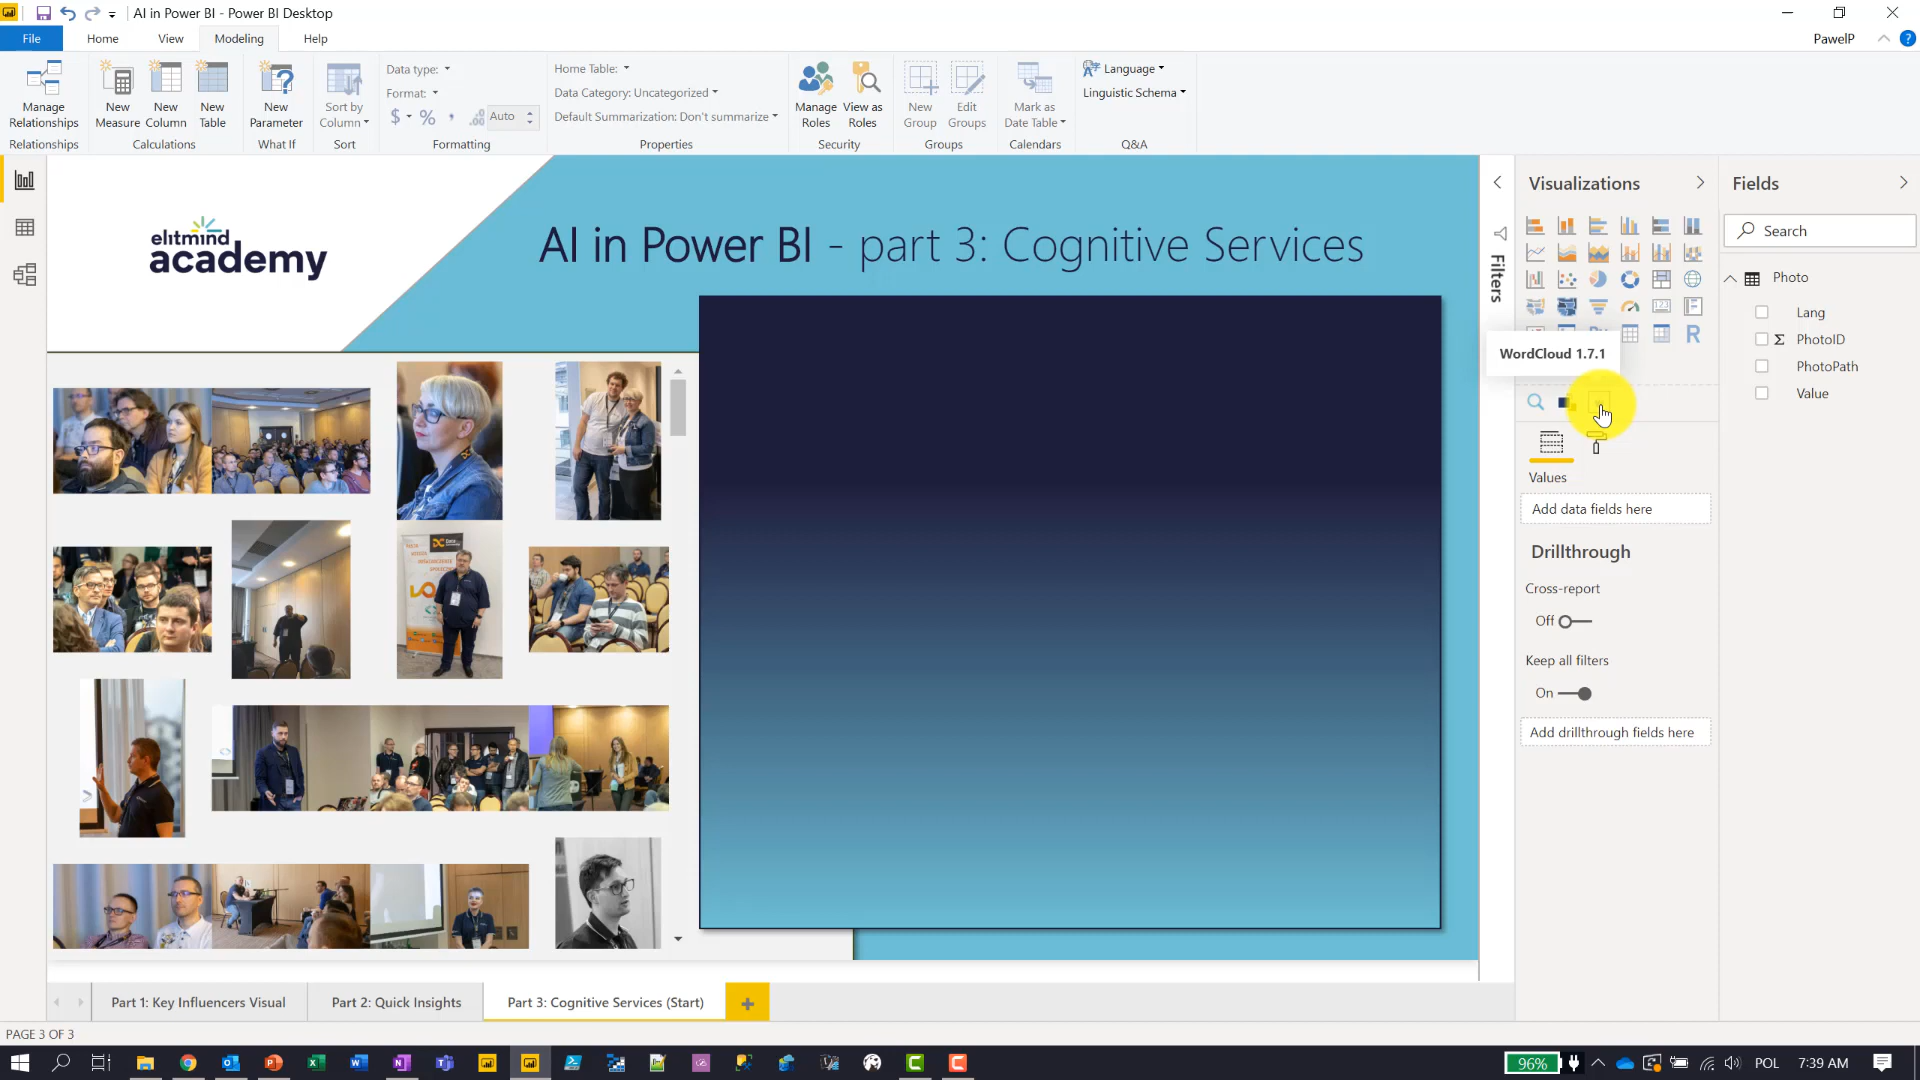 AI in Power BI - Power BI Desktop
File
Home
View
Modeling
Help
PawelP
Manage
Relationships
New
Measure
New
Column
New
Table
New
Parameter
Sort by
Column
Data type:
Format:
$ % , Auto
Home Table:
Data Category: Uncategorized
Default Summarization: Don't summarize
Manage
Roles
View as
Roles
New
Group
Edit
Groups
Mark as
Date Table
Language
Linguistic Schema
Relationships
Calculations
What If
Sort
Formatting
Properties
Security
Groups
Calendars
Q&A
elitmind
academy
AI in Power BI - part 3: Cognitive Services
Filters
Visualizations
WordCloud 1.7.1
Values
Add data fields here
Drillthrough
Cross-report
Off
Keep all filters
On
Add drillthrough fields here
Fields
Search
Photo
Lang
PhotoID
PhotoPath
Value
Part 1: Key Influencers Visual
Part 2: Quick Insights
Part 3: Cognitive Services (Start)
PAGE 3 OF 3
96%
POL
7:39 AM